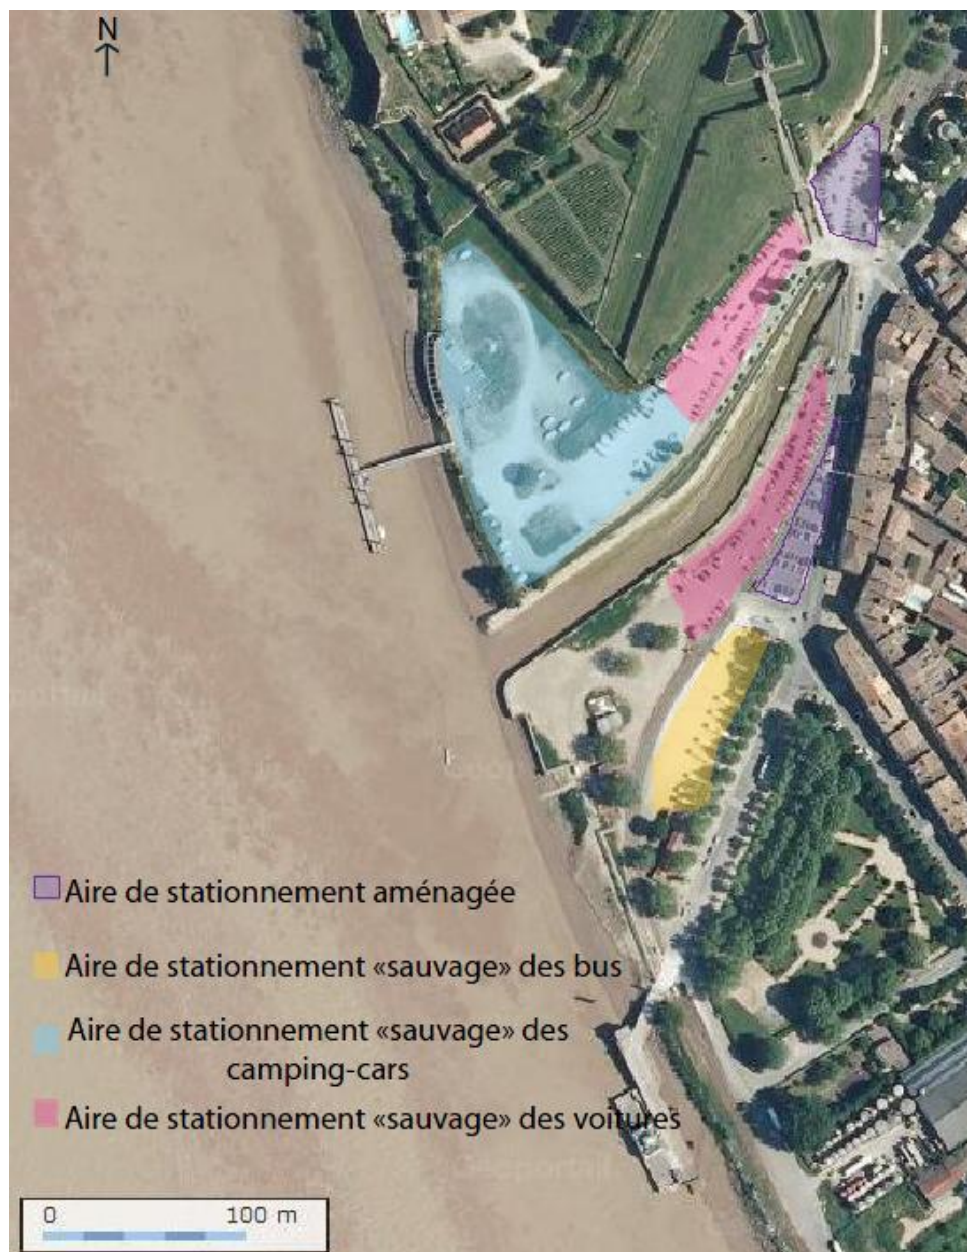 N
Aire de stationnement aménagée
Aire de stationnement «sauvage» des bus
Aire de stationnement «sauvage» des
camping-cars
Aire de stationnement «sauvage» des voitures
0 100 m